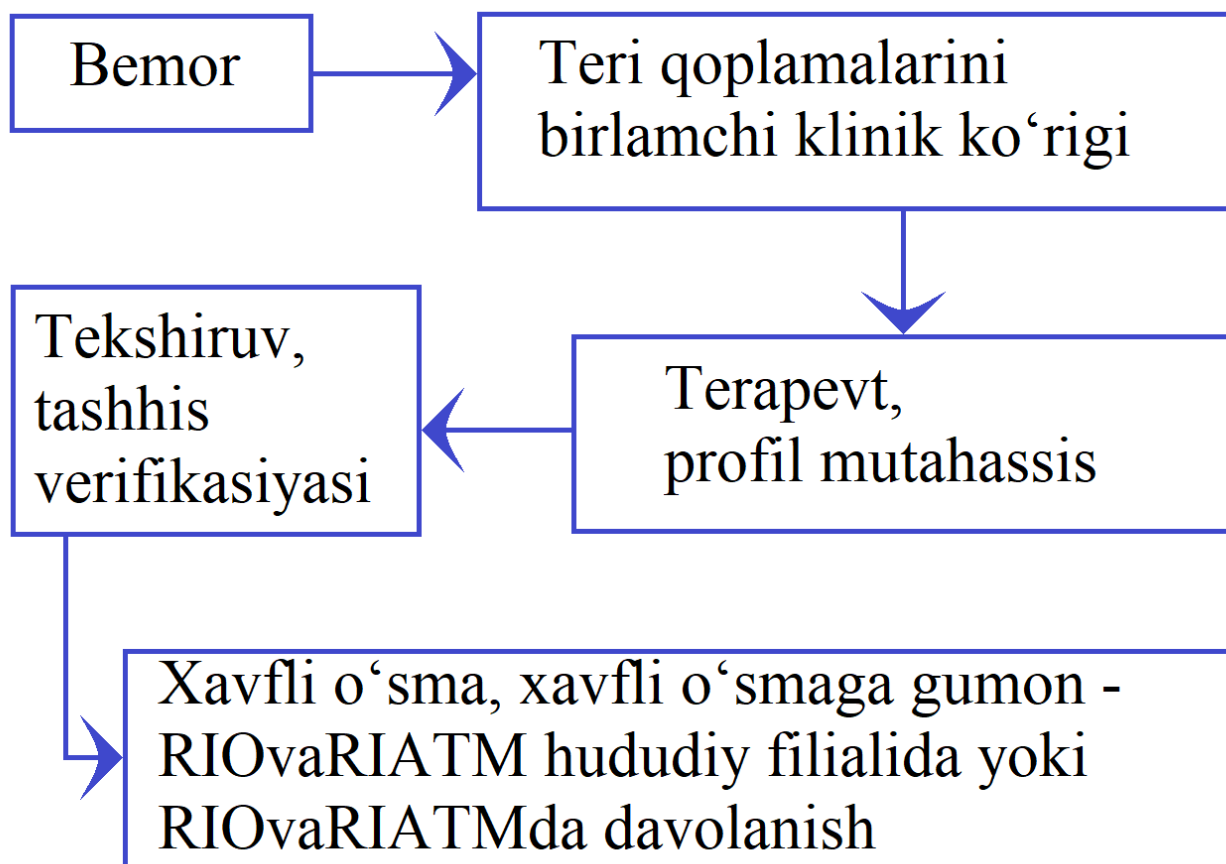 Bemor
Teri qoplamalarini
birlamchi klinik ko‘rigi
Terapevt,
profil mutahassis
Tekshiruv,
tashhis
verifikasiyasi
Xavfli o‘sma, xavfli o‘smaga gumon -
RIOvaRIATM hududiy filialida yoki
RIOvaRIATMda davolanish